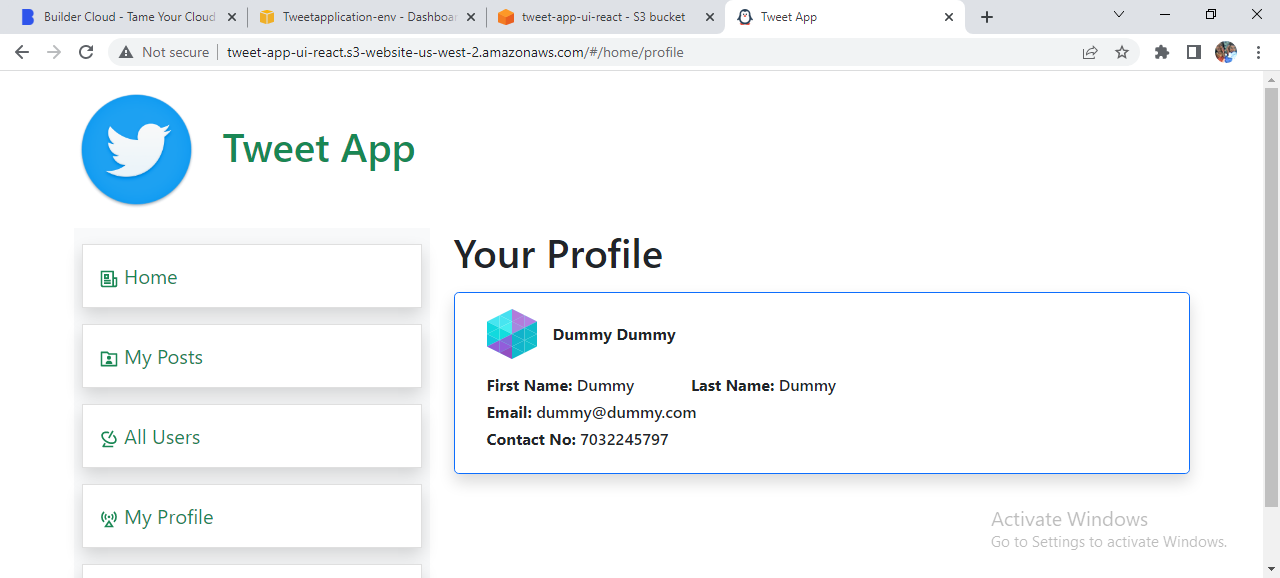 Builder Cloud - Tame Your Cloud
Tweetapplication-env - Dashboar
tweet-app-ui-react - S3 bucket
Tweet App
Not secure
tweet-app-ui-react.s3-website-us-west-2.amazonaws.com/#/home/profile
Tweet App
Home
My Posts
All Users
My Profile
Your Profile
Dummy Dummy
First Name: Dummy Last Name: Dummy
Email: dummy@dummy.com
Contact No: 7032245797
Activate Windows
Go to Settings to activate Windows.